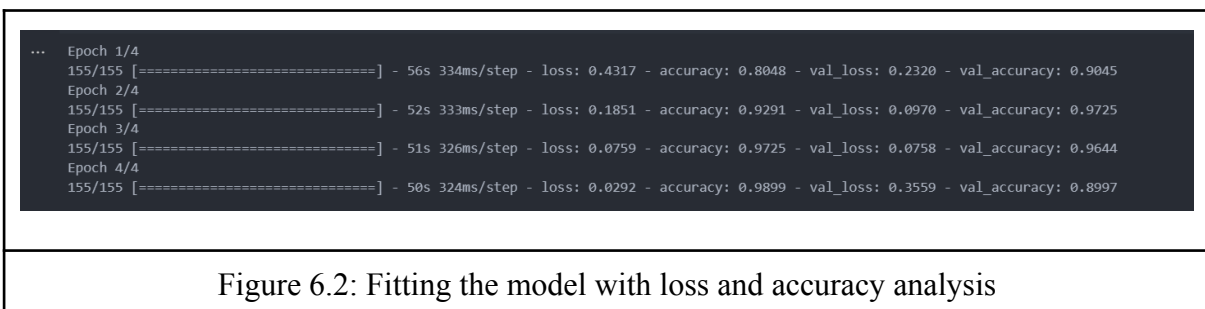 ... Epoch 1/4
155/155 [==============================] - 56s 334ms/step - loss: 0.4317 - accuracy: 0.8048 - val_loss: 0.2320 - val_accuracy: 0.9045
Epoch 2/4
155/155 [==============================] - 52s 333ms/step - loss: 0.1851 - accuracy: 0.9291 - val_loss: 0.0970 - val_accuracy: 0.9725
Epoch 3/4
155/155 [==============================] - 51s 326ms/step - loss: 0.0759 - accuracy: 0.9725 - val_loss: 0.0758 - val_accuracy: 0.9644
Epoch 4/4
155/155 [==============================] - 50s 324ms/step - loss: 0.0292 - accuracy: 0.9899 - val_loss: 0.3559 - val_accuracy: 0.8997
Figure 6.2: Fitting the model with loss and accuracy analysis